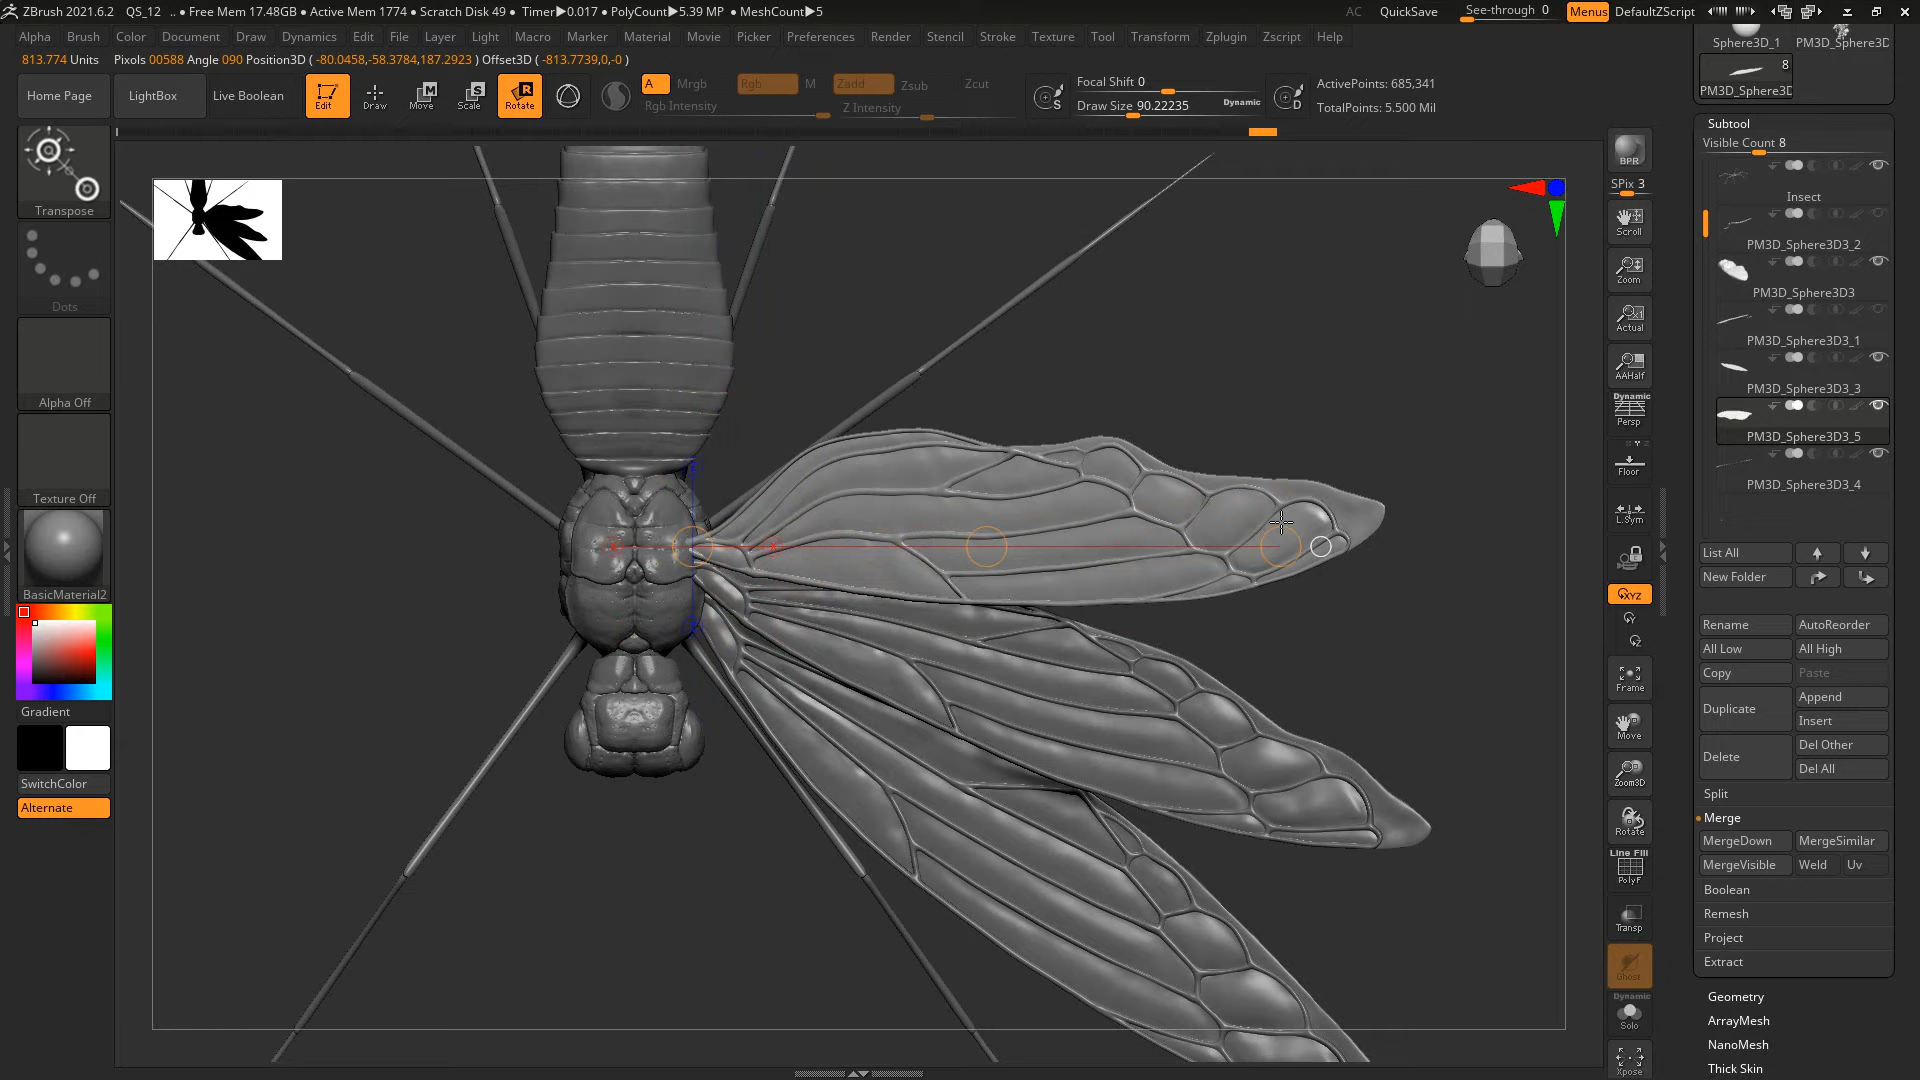 ZBrush 2021.6.2 QS_12 .. • Free Mem 17.48GB • Active Mem 1774 • Scratch Disk 49 • Timer▶0.017 • PolyCount▶5.39 MP • MeshCount▶5 AC QuickSave See-through 0 Menus DefaultZScript
Alpha Brush Color Document Draw Dynamics Edit File Layer Light Macro Marker Material Movie Picker Preferences Render Stencil Stroke Texture Tool Transform Zplugin Zscript Help
813.774 Units Pixols 00588 Angle 090 Position3D ( -80.0458,-58.3784,187.2923 ) Offset3D ( -813.7739,0,-0 )
Home Page LightBox Live Boolean Edit Draw Move Scale Rotate
M S R
A Mrgb Rgb M Zadd Zsub Zcut
Rgb Intensity Z Intensity
S Focal Shift 0
Draw Size 90.22235 Dynamic
D ActivePoints: 685,341
TotalPoints: 5.500 Mil
Transpose
Dots
Alpha Off
Texture Off
BasicMaterial2
Gradient
SwitchColor
Alternate
BPR
SPix 3
Scroll
Zoom
Actual
AAHalf
Dynamic
Persp
Floor
L.Sym
XYZ
Y
Z
Frame
Move
Zoom3D
Rotate
Line Fill
PolyF
Transp
Ghost
Dynamic
Solo
Xpose
Sphere3D_1 PM3D_Sphere3D
8
PM3D_Sphere3D
Subtool
Visible Count 8
Insect
PM3D_Sphere3D3_2
PM3D_Sphere3D3
PM3D_Sphere3D3_1
PM3D_Sphere3D3_3
PM3D_Sphere3D3_5
PM3D_Sphere3D3_4
List All
New Folder
Rename AutoReorder
All Low All High
Copy Paste
Duplicate Append
Insert
Delete Del Other
Del All
Split
Merge
MergeDown MergeSimilar
MergeVisible Weld Uv
Boolean
Remesh
Project
Extract
Geometry
ArrayMesh
NanoMesh
Thick Skin